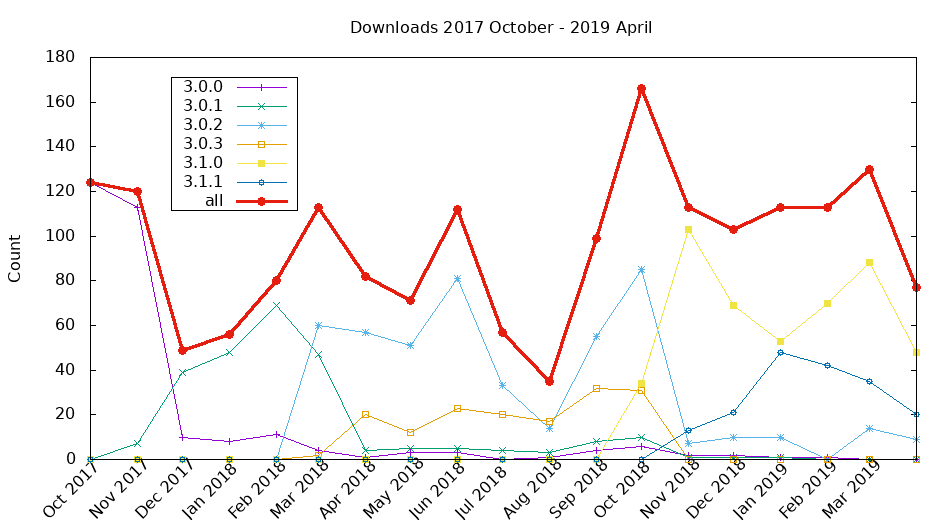 Downloads 2017 October - 2019 April
180
160
140
120
100
80
60
40
20
0
Count
3.0.0
3.0.1
3.0.2
3.0.3
3.1.0
3.1.1
all
Oct 2017
Nov 2017
Dec 2017
Jan 2018
Feb 2018
Mar 2018
Apr 2018
May 2018
Jun 2018
Jul 2018
Aug 2018
Sep 2018
Oct 2018
Nov 2018
Dec 2018
Jan 2019
Feb 2019
Mar 2019